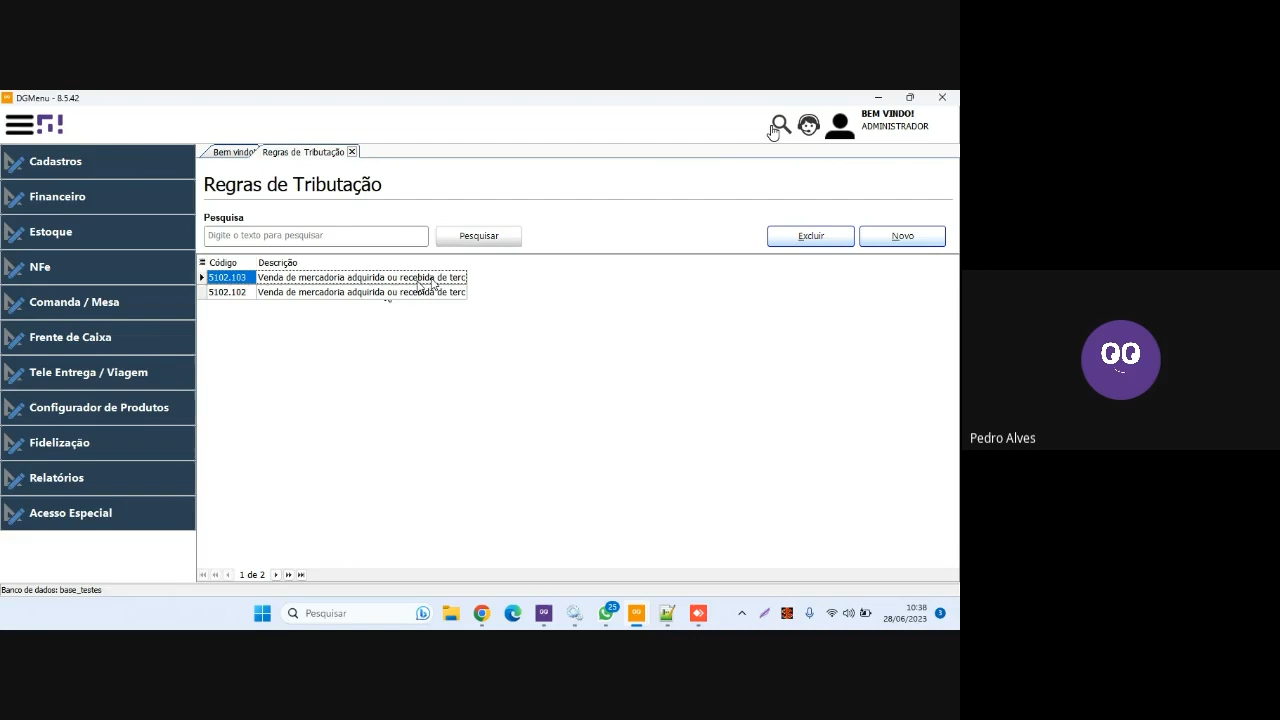 DGMenu - 8.5.42
BEM VINDO!
ADMINISTRADOR
Cadastros
Financeiro
Estoque
NFe
Comanda / Mesa
Frente de Caixa
Tele Entrega / Viagem
Configurador de Produtos
Fidelização
Relatórios
Acesso Especial
Bem vindo
Regras de Tributação
Regras de Tributação
Pesquisa
Digite o texto para pesquisar
Pesquisar
Excluir
Novo
Código Descrição
5102.103 Venda de mercadoria adquirida ou recebida de terc
5102.102 Venda de mercadoria adquirida ou recebida de terc
1 de 2
Banco de dados: base_testes
Pesquisar
25
10:38
28/06/2023
3
Pedro Alves